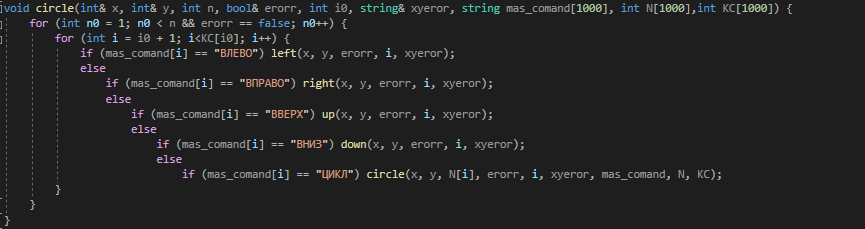 void circle(int& x, int& y, int n, bool& erorr, int i0, string& xyeror, string mas_comand[1000], int N[1000],int KC[1000]) {
for (int n0 = 1; n0 < n && erorr == false; n0++) {
for (int i = i0 + 1; i<KC[i0]; i++) {
if (mas_comand[i] == "ВЛЕВО") left(x, y, erorr, i, xyeror);
else
if (mas_comand[i] == "ВПРАВО") right(x, y, erorr, i, xyeror);
else
if (mas_comand[i] == "ВВЕРХ") up(x, y, erorr, i, xyeror);
else
if (mas_comand[i] == "ВНИЗ") down(x, y, erorr, i, xyeror);
else
if (mas_comand[i] == "ЦИКЛ") circle(x, y, N[i], erorr, i, xyeror, mas_comand, N, KC);
}
}
}